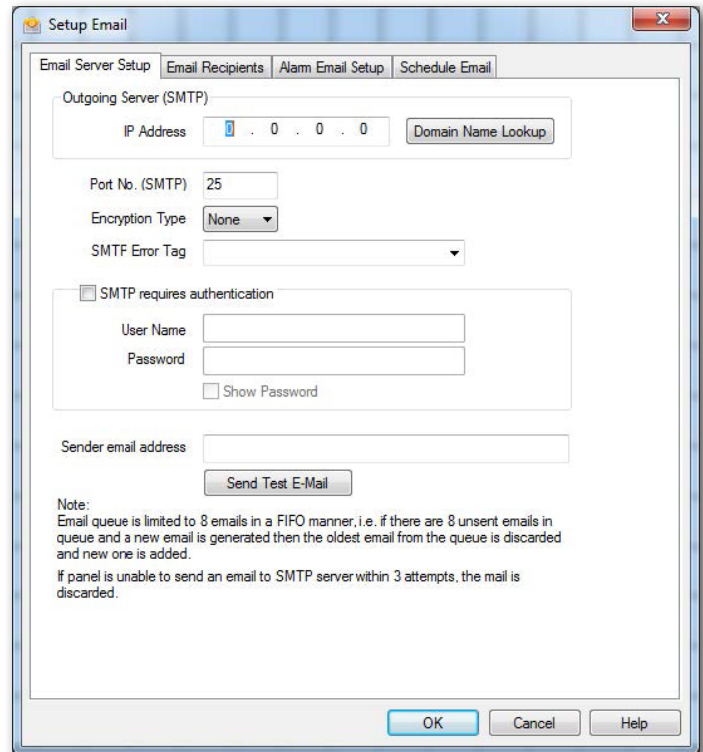 Setup Email
Email Server Setup Email Recipients Alarm Email Setup Schedule Email
Outgoing Server (SMTP)
IP Address 0 . 0 . 0 . 0 Domain Name Lookup
Port No. (SMTP) 25
Encryption Type None
SMTF Error Tag
SMTP requires authentication
User Name
Password
Show Password
Sender email address
Send Test E-Mail
Note:
Email queue is limited to 8 emails in a FIFO manner, i.e. if there are 8 unsent emails in
queue and a new email is generated then the oldest email from the queue is discarded
and new one is added.
If panel is unable to send an email to SMTP server within 3 attempts, the mail is
discarded.
OK Cancel Help